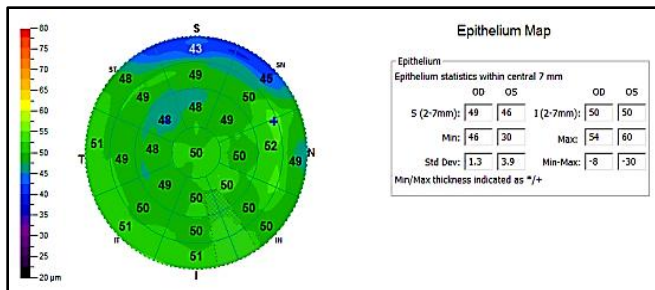 Epithelium Map
80
75
70
65
60
55
50
45
40
35
30
25
20 µm
S
43
ST
SN
48
49
45
49
50
48
48
50
51
49
48
50
52
49
T
N
49
50
50
50
50
51
50
50
IT
IN
51
I
Epithelium
Epithelium statistics within central 7 mm
OD OS OD OS
S (2-7mm): 49 46 I (2-7mm): 50 50
Min: 46 30 Max: 54 60
Std Dev: 1.3 3.9 Min-Max: -8 -30
Min/Max thickness indicated as */+